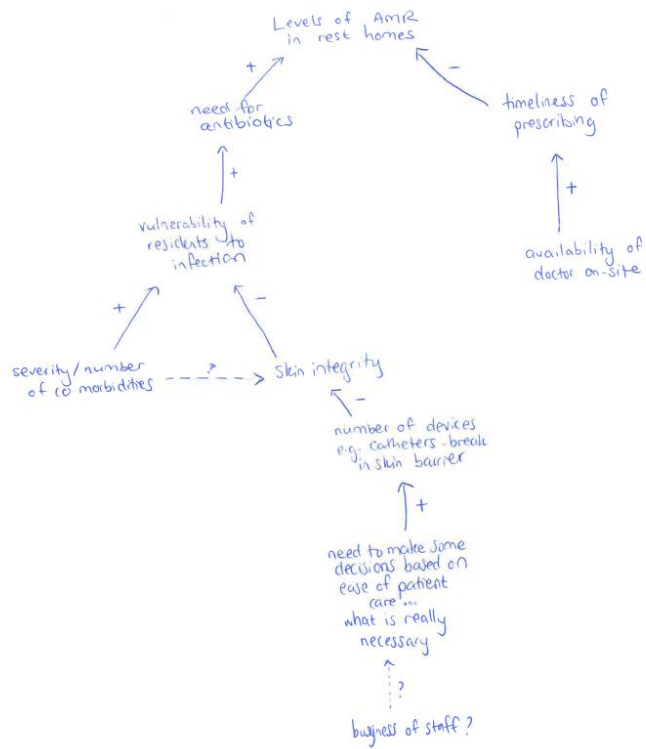 Levels of AMR
in rest homes
+
-
need for
antibiotics
timeliness of
prescribing
+
+
vulnerability of
residents to
infection
availability of
doctor on-site
+
-
severity/number
of co morbidities
?
skin integrity
-
number of devices
e.g. catheters - break
in skin barrier
+
need to make some
decisions based on
ease of patient
care ...
what is really
necessary
?
busyness of staff?